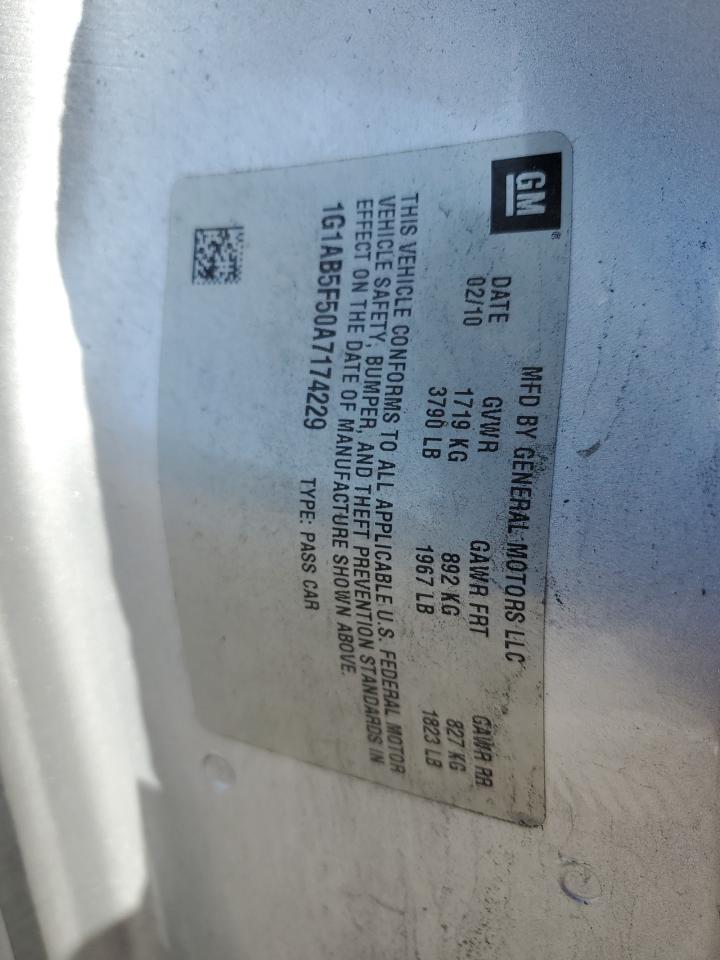 GM®
MFD BY GENERAL MOTORS LLC
DATE GVWR GAWR FRT GAWR RR
02/10 1719 KG 892 KG 827 KG
3790 LB 1967 LB 1823 LB
THIS VEHICLE CONFORMS TO ALL APPLICABLE U.S. FEDERAL MOTOR
VEHICLE SAFETY, BUMPER, AND THEFT PREVENTION STANDARDS IN
EFFECT ON THE DATE OF MANUFACTURE SHOWN ABOVE.
1G1AB5F50A7174229 TYPE: PASS CAR